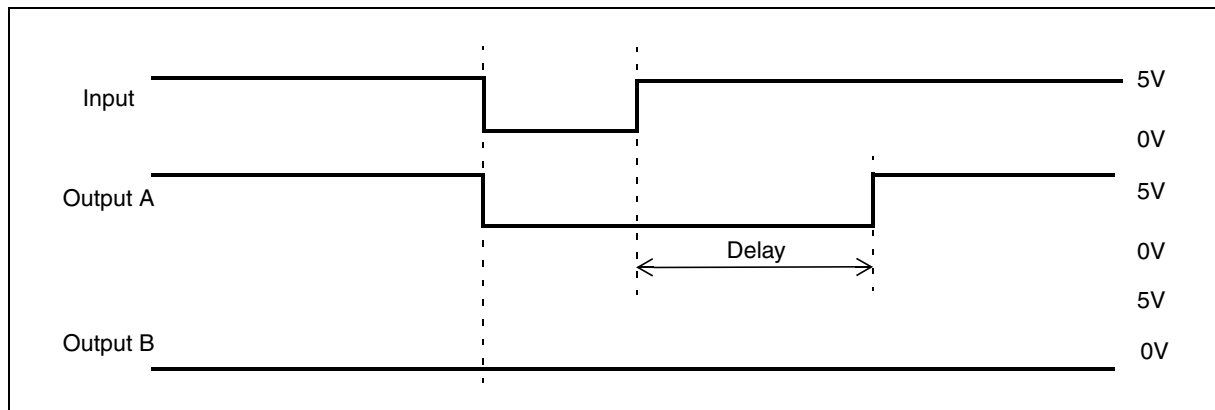 Input
5V
0V
Output A
5V
Delay
0V
5V
Output B
0V